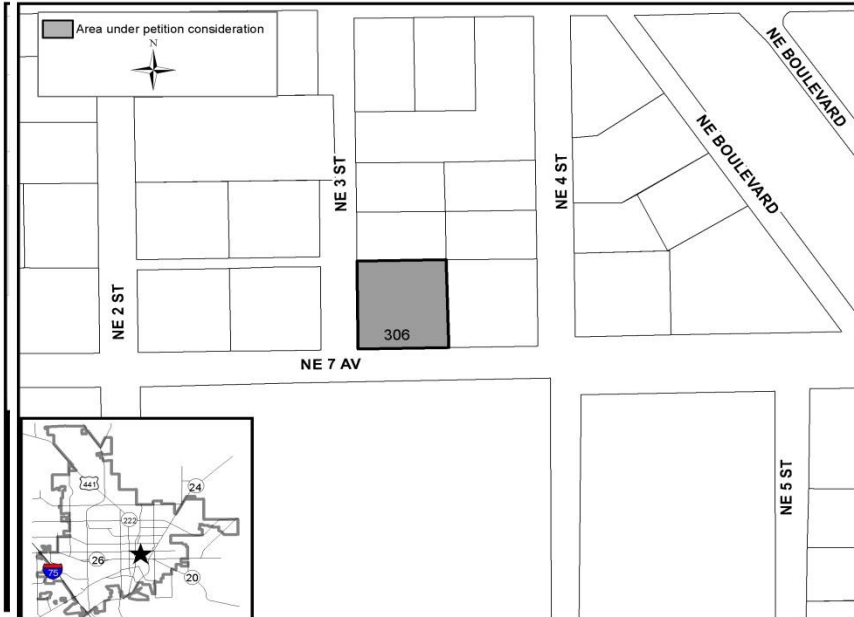 Area under petition consideration
N
NE BOULEVARD
NE BOULEVARD
NE 3 ST
NE 4 ST
NE 2 ST
306
NE 7 AV
NE 5 ST
441
24
222
26
75
20